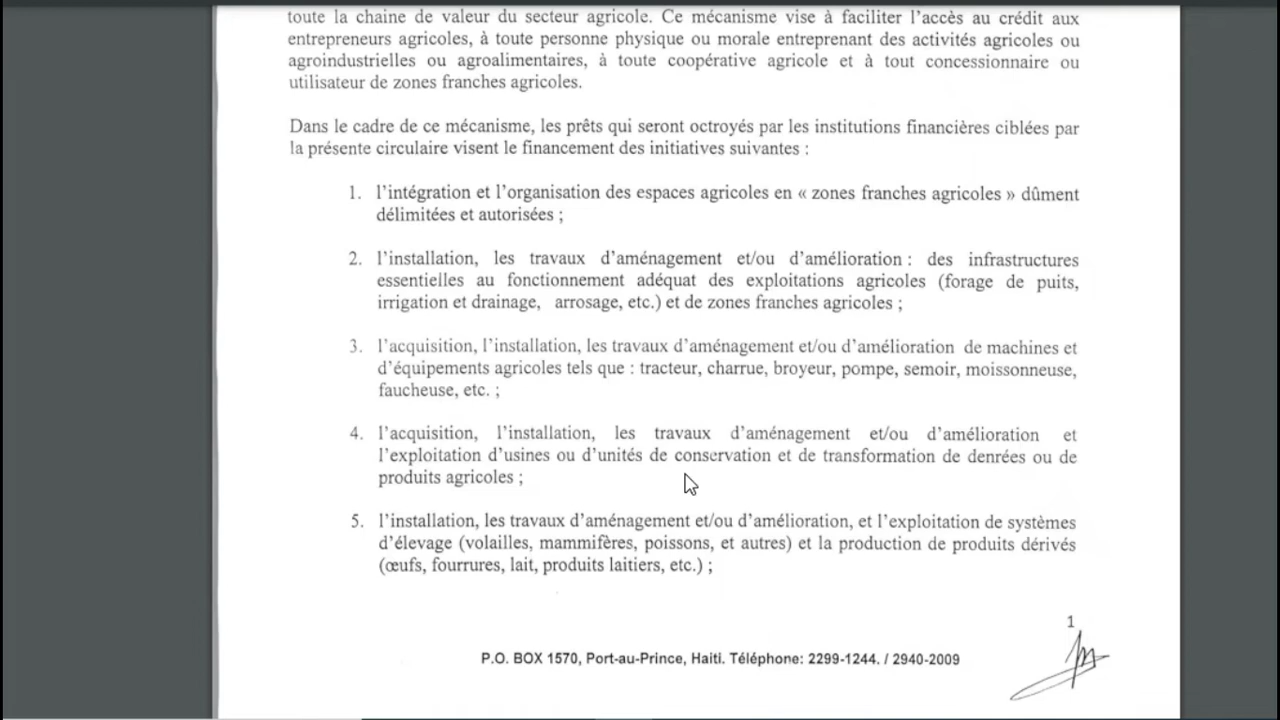 toute la chaine de valeur du secteur agricole. Ce mécanisme vise à faciliter l'accès au crédit aux
entrepreneurs agricoles, à toute personne physique ou morale entreprenant des activités agricoles ou
agroindustrielles ou agroalimentaires, à toute coopérative agricole et à tout concessionnaire ou
utilisateur de zones franches agricoles.
Dans le cadre de ce mécanisme, les prêts qui seront octroyés par les institutions financières ciblées par
la présente circulaire visent le financement des initiatives suivantes :
1. l'intégration et l'organisation des espaces agricoles en « zones franches agricoles » dûment
délimitées et autorisées ;
2. l'installation, les travaux d'aménagement et/ou d'amélioration : des infrastructures
essentielles au fonctionnement adéquat des exploitations agricoles (forage de puits,
irrigation et drainage, arrosage, etc.) et de zones franches agricoles ;
3. l'acquisition, l'installation, les travaux d'aménagement et/ou d'amélioration de machines et
d'équipements agricoles tels que : tracteur, charrue, broyeur, pompe, semoir, moissonneuse,
faucheuse, etc. ;
4. l'acquisition, l'installation, les travaux d'aménagement et/ou d'amélioration et
l'exploitation d'usines ou d'unités de conservation et de transformation de denrées ou de
produits agricoles ;
5. l'installation, les travaux d'aménagement et/ou d'amélioration, et l'exploitation de systèmes
d'élevage (volailles, mammifères, poissons, et autres) et la production de produits dérivés
(œufs, fourrures, lait, produits laitiers, etc.) ;
1
P.O. BOX 1570, Port-au-Prince, Haiti. Téléphone: 2299-1244. / 2940-2009